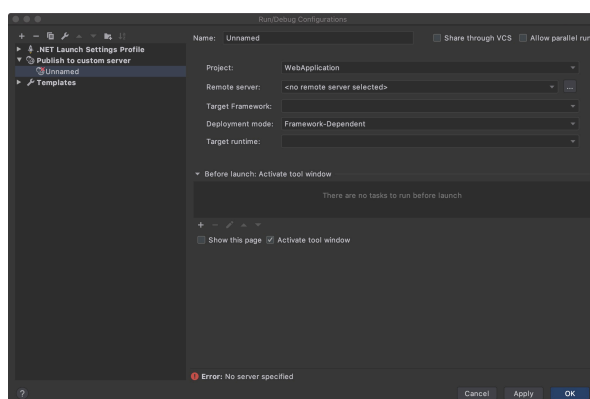 Run/Debug Configurations
Name: Unnamed
Share through VCS
Allow parallel run
.NET Launch Settings Profile
Publish to custom server
Unnamed
Templates
Project: WebApplication
Remote server: <no remote server selected>
...
Target Framework:
Deployment mode: Framework-Dependent
Target runtime:
Before launch: Activate tool window
There are no tasks to run before launch
Show this page
Activate tool window
Error: No server specified
?
Cancel
Apply
OK